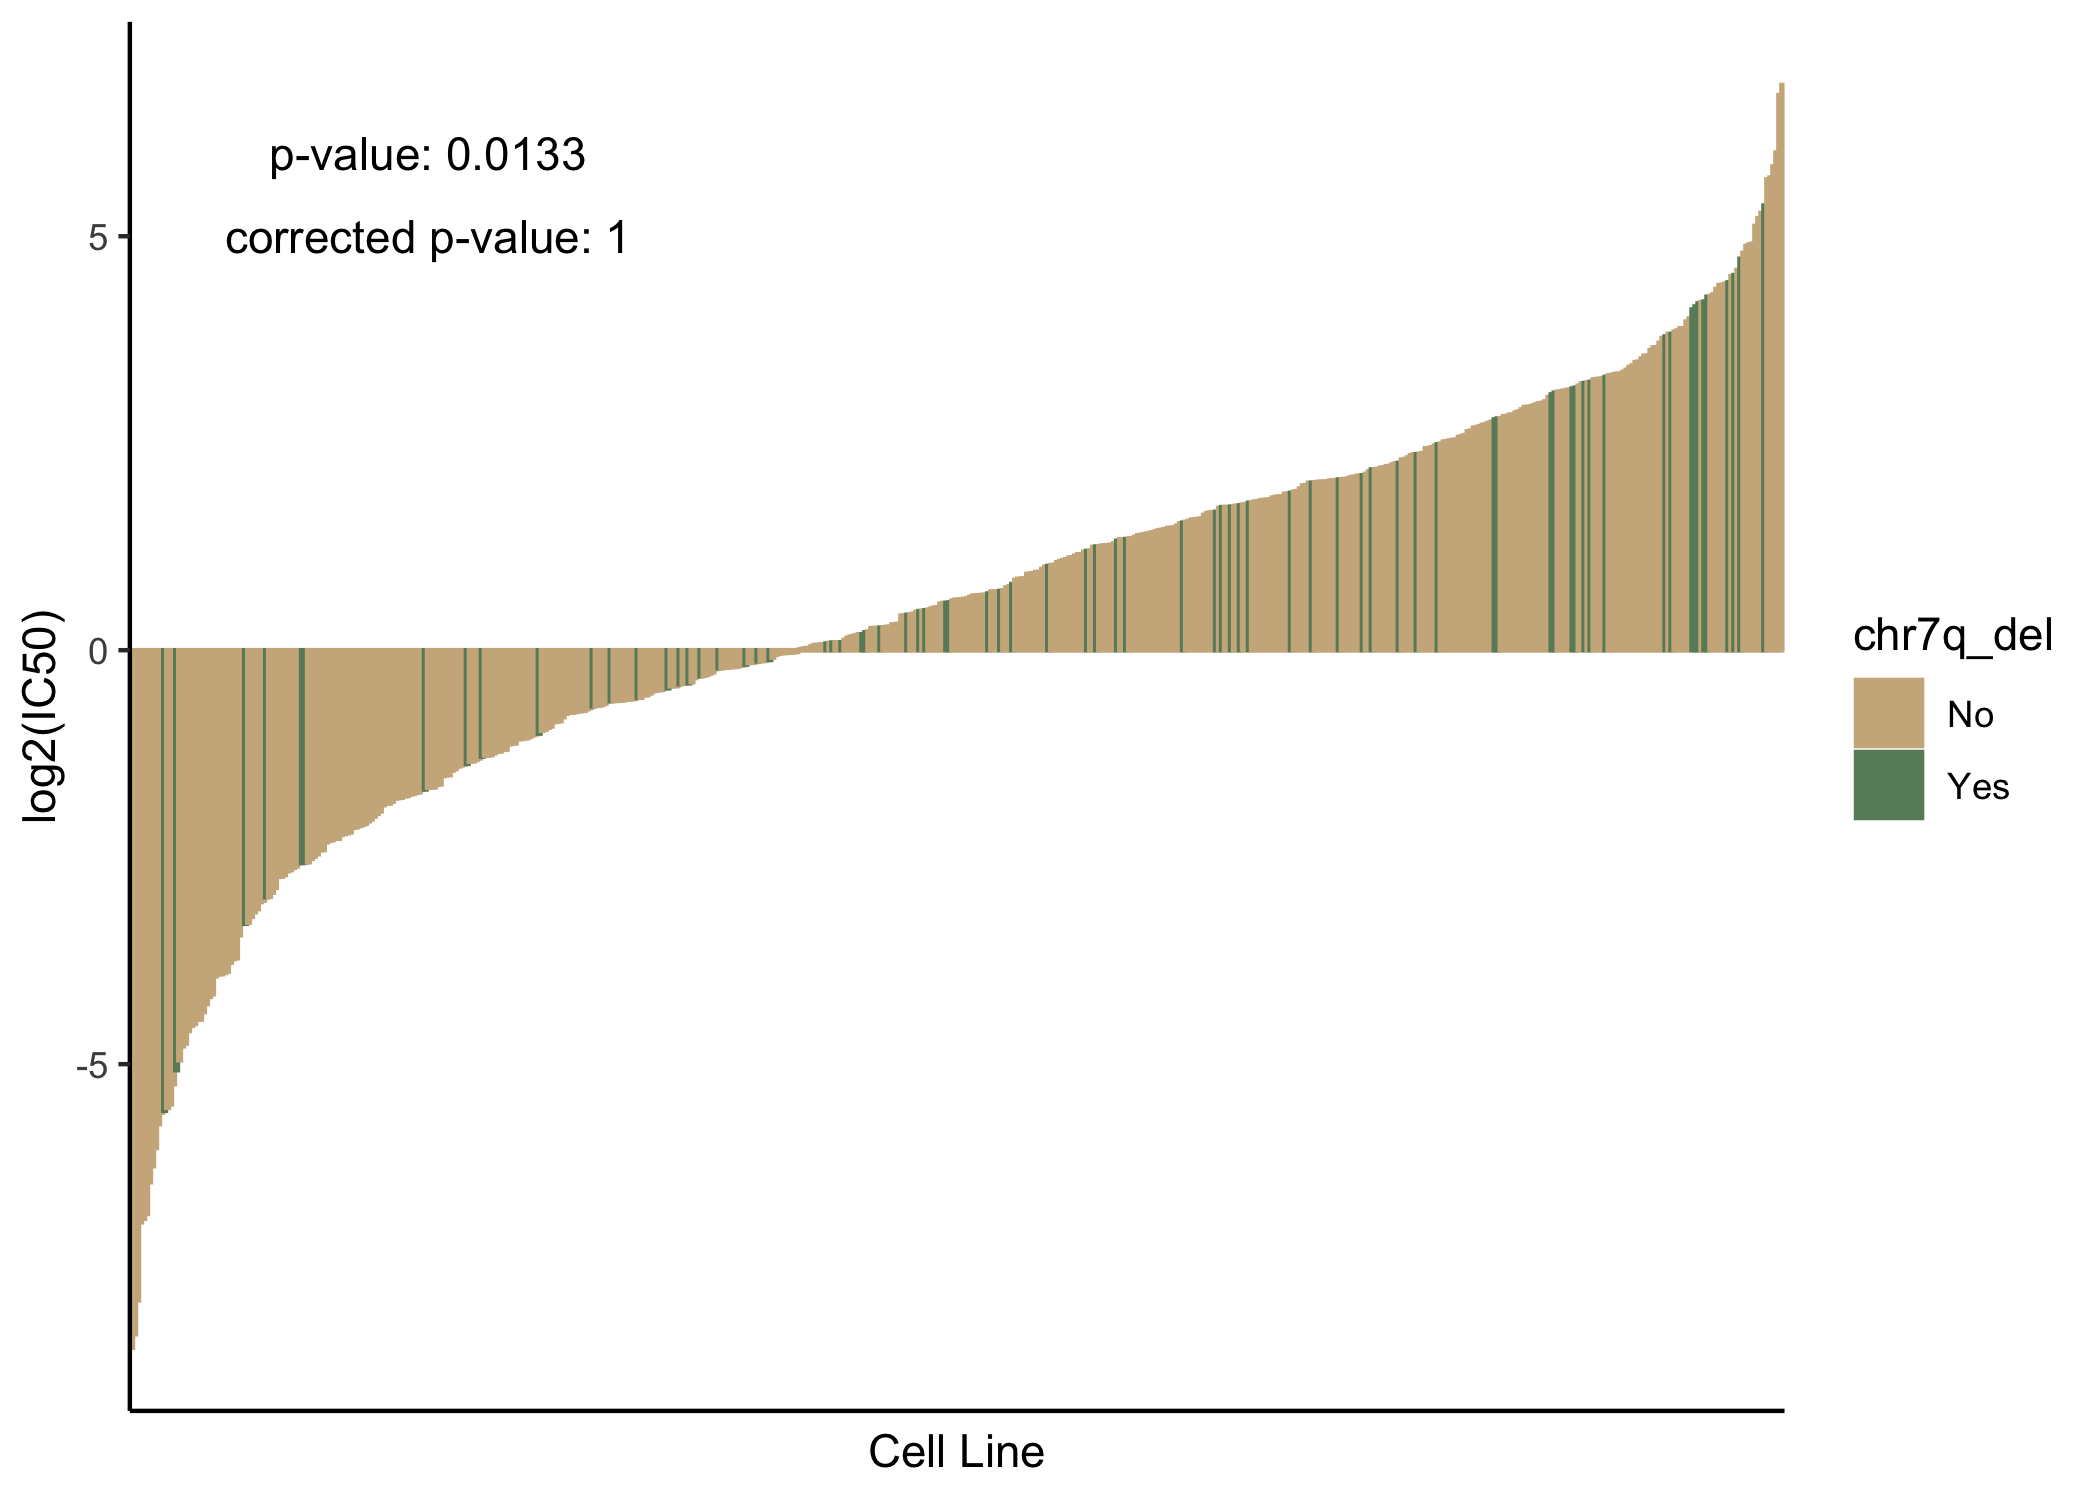 p-value: 0.0133
corrected p-value: 1
5
0
-5
log2(IC50)
Cell Line
chr7q_del
No
Yes